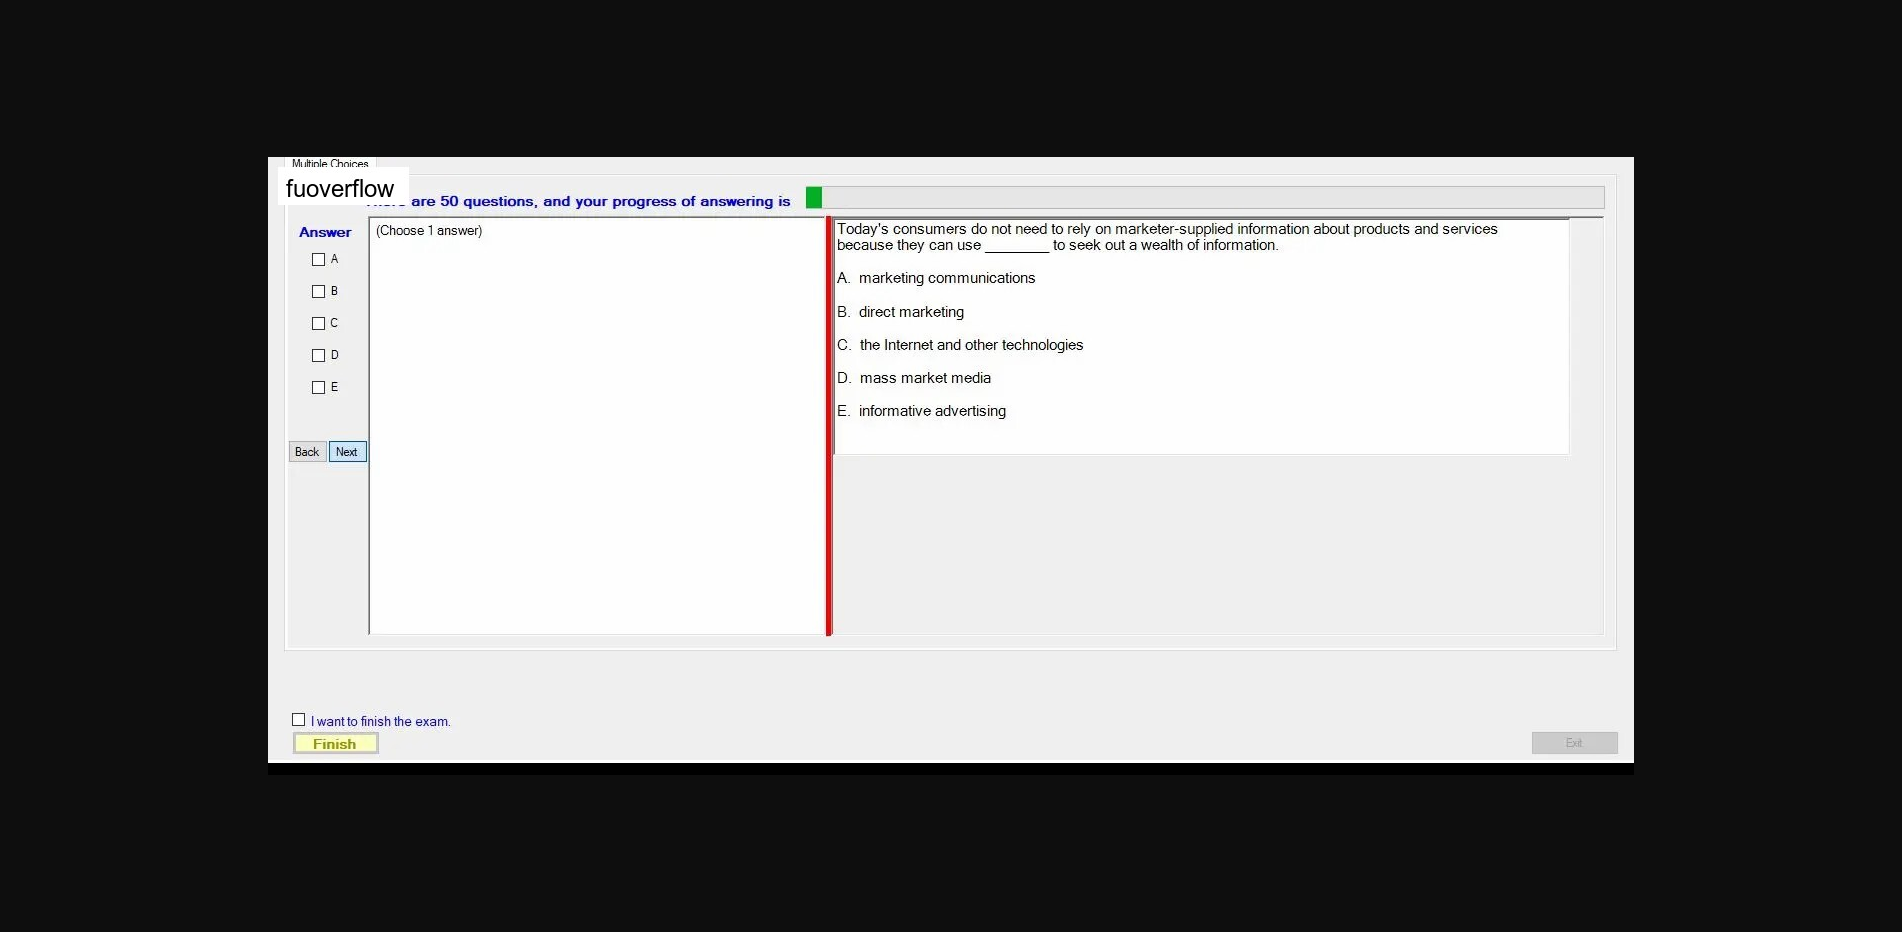 Multiple Choices
fuoverflow
are 50 questions, and your progress of answering is
Answer
(Choose 1 answer)
A
B
C
D
E
Back Next
Today's consumers do not need to rely on marketer-supplied information about products and services
because they can use ________ to seek out a wealth of information.
A. marketing communications
B. direct marketing
C. the Internet and other technologies
D. mass market media
E. informative advertising
I want to finish the exam.
Finish
Exit